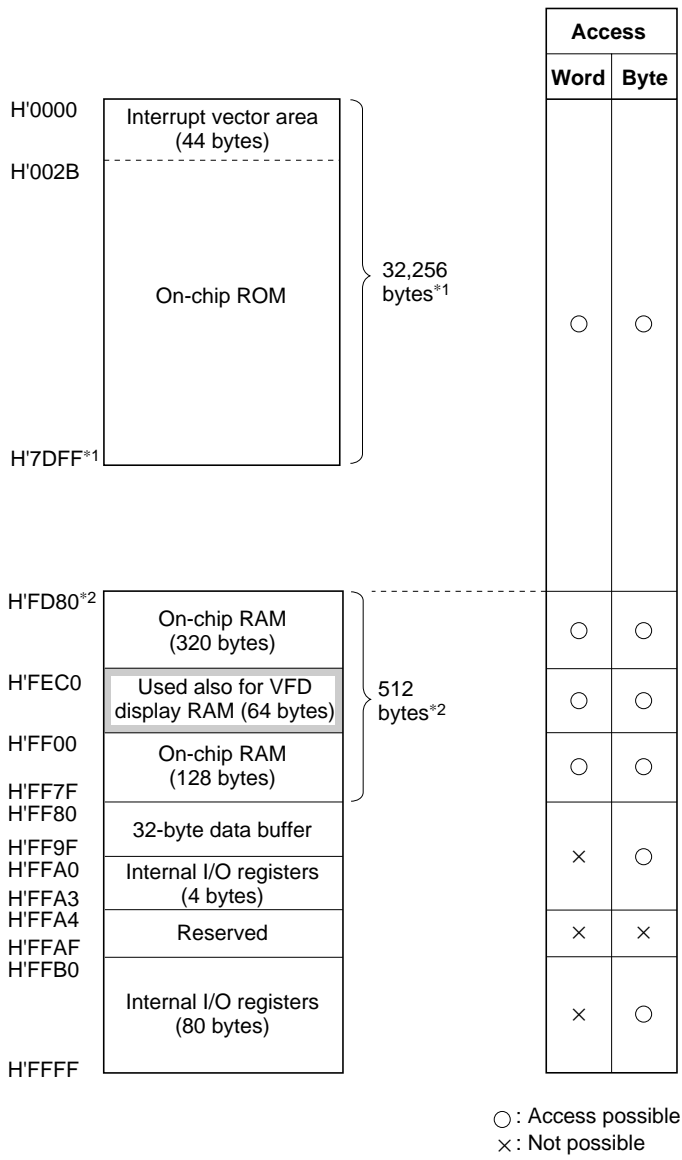 Access
Word Byte
H'0000
Interrupt vector area
(44 bytes)
H'002B
On-chip ROM
32,256
bytes*1
○ ○
H'7DFF*1
H'FD80*2
On-chip RAM
(320 bytes)
○ ○
H'FEC0
Used also for VFD
display RAM (64 bytes)
512
bytes*2
○ ○
H'FF00
On-chip RAM
(128 bytes)
○ ○
H'FF7F
H'FF80
32-byte data buffer
H'FF9F
× ○
H'FFA0
Internal I/O registers
(4 bytes)
H'FFA3
H'FFA4
Reserved
× ×
H'FFAF
H'FFB0
Internal I/O registers
(80 bytes)
× ○
H'FFFF
○ : Access possible
× : Not possible